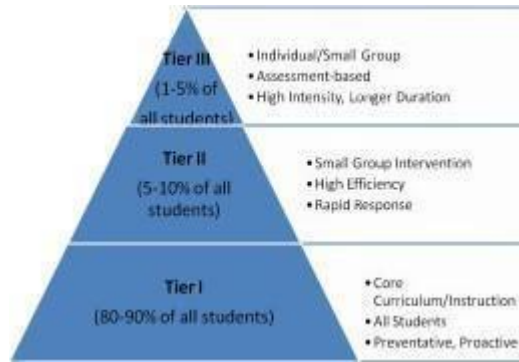 Tier III
(1-5% of
all students)
• Individual/Small Group
• Assessment-based
• High Intensity, Longer Duration
Tier II
(5-10% of all
students)
• Small Group Intervention
• High Efficiency
• Rapid Response
Tier I
(80-90% of all students)
• Core
Curriculum/Instruction
• All Students
• Preventative, Proactive